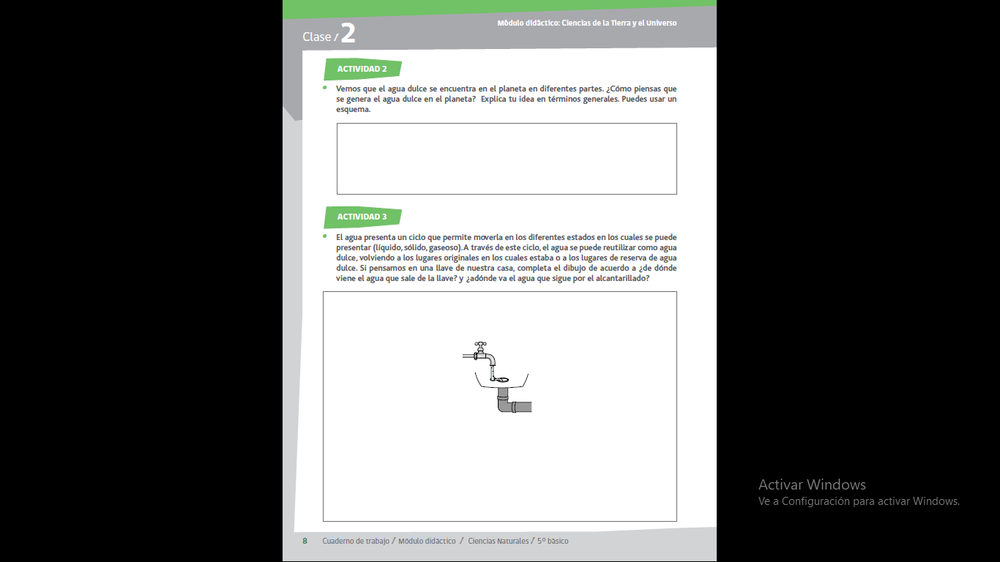 Módulo didáctico: Ciencias de la Tierra y el Universo
Clase / 2
ACTIVIDAD 2
• Vemos que el agua dulce se encuentra en el planeta en diferentes partes. ¿Cómo piensas que
se genera el agua dulce en el planeta? Explica tu idea en términos generales. Puedes usar un
esquema.
ACTIVIDAD 3
• El agua presenta un ciclo que permite moverla en los diferentes estados en los cuales se puede
presentar (líquido, sólido, gaseoso). A través de este ciclo, el agua se puede reutilizar como agua
dulce, volviendo a los lugares originales en los cuales estaba o a los lugares de reserva de agua
dulce. Si pensamos en una llave de nuestra casa, completa el dibujo de acuerdo a ¿de dónde
viene el agua que sale de la llave? y ¿adónde va el agua que sigue por el alcantarillado?
8 Cuaderno de trabajo / Módulo didáctico / Ciencias Naturales / 5º básico
Activar Windows
Ve a Configuración para activar Windows.